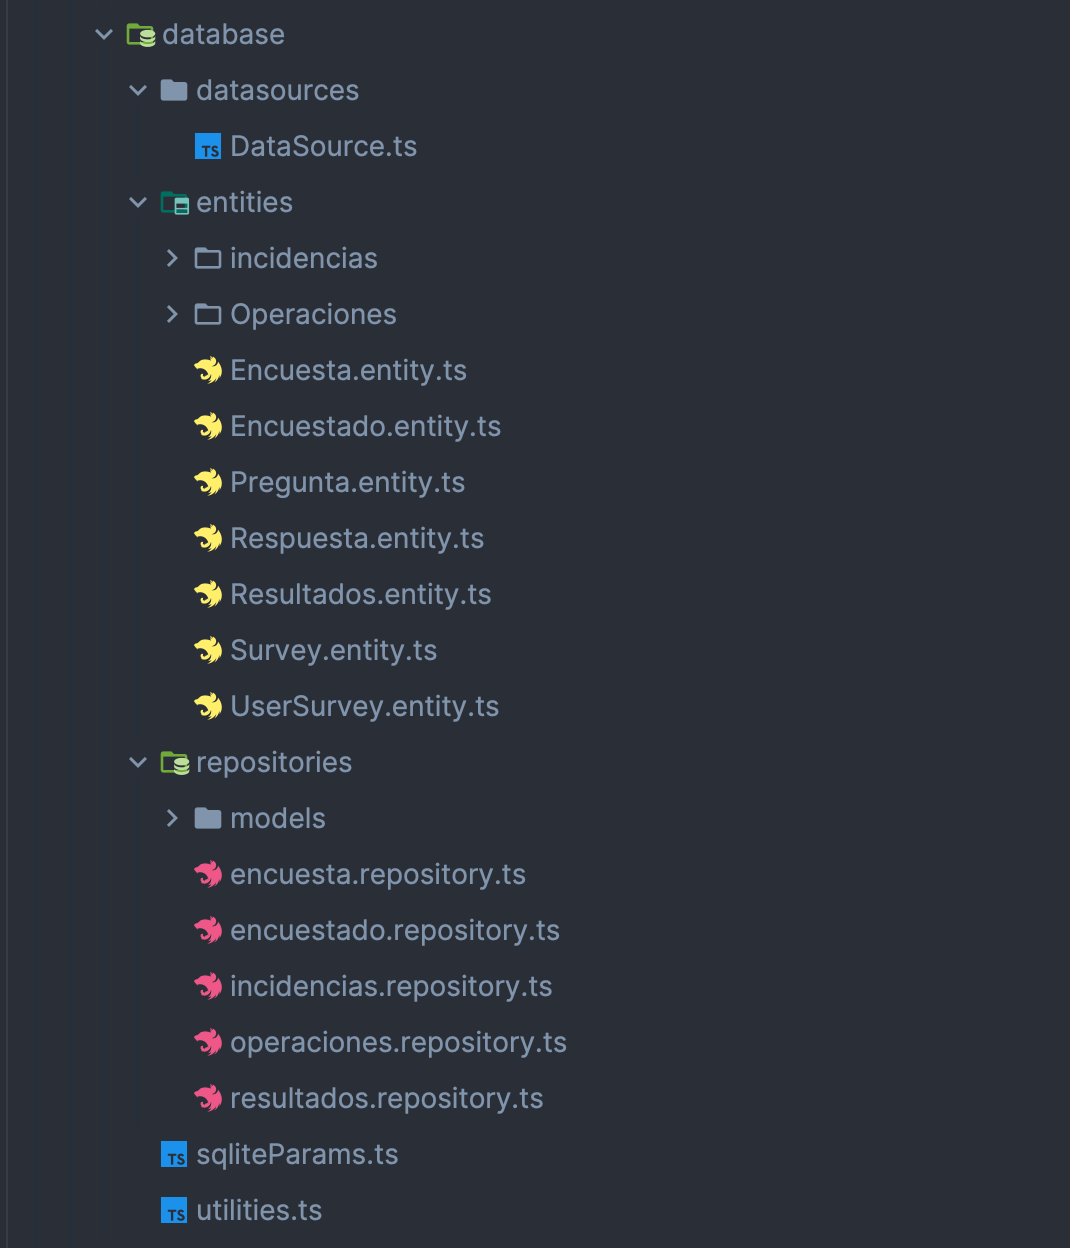 database
datasources
TS DataSource.ts
entities
incidencias
Operaciones
Encuesta.entity.ts
Encuestado.entity.ts
Pregunta.entity.ts
Respuesta.entity.ts
Resultados.entity.ts
Survey.entity.ts
UserSurvey.entity.ts
repositories
models
encuesta.repository.ts
encuestado.repository.ts
incidencias.repository.ts
operaciones.repository.ts
resultados.repository.ts
TS sqliteParams.ts
TS utilities.ts